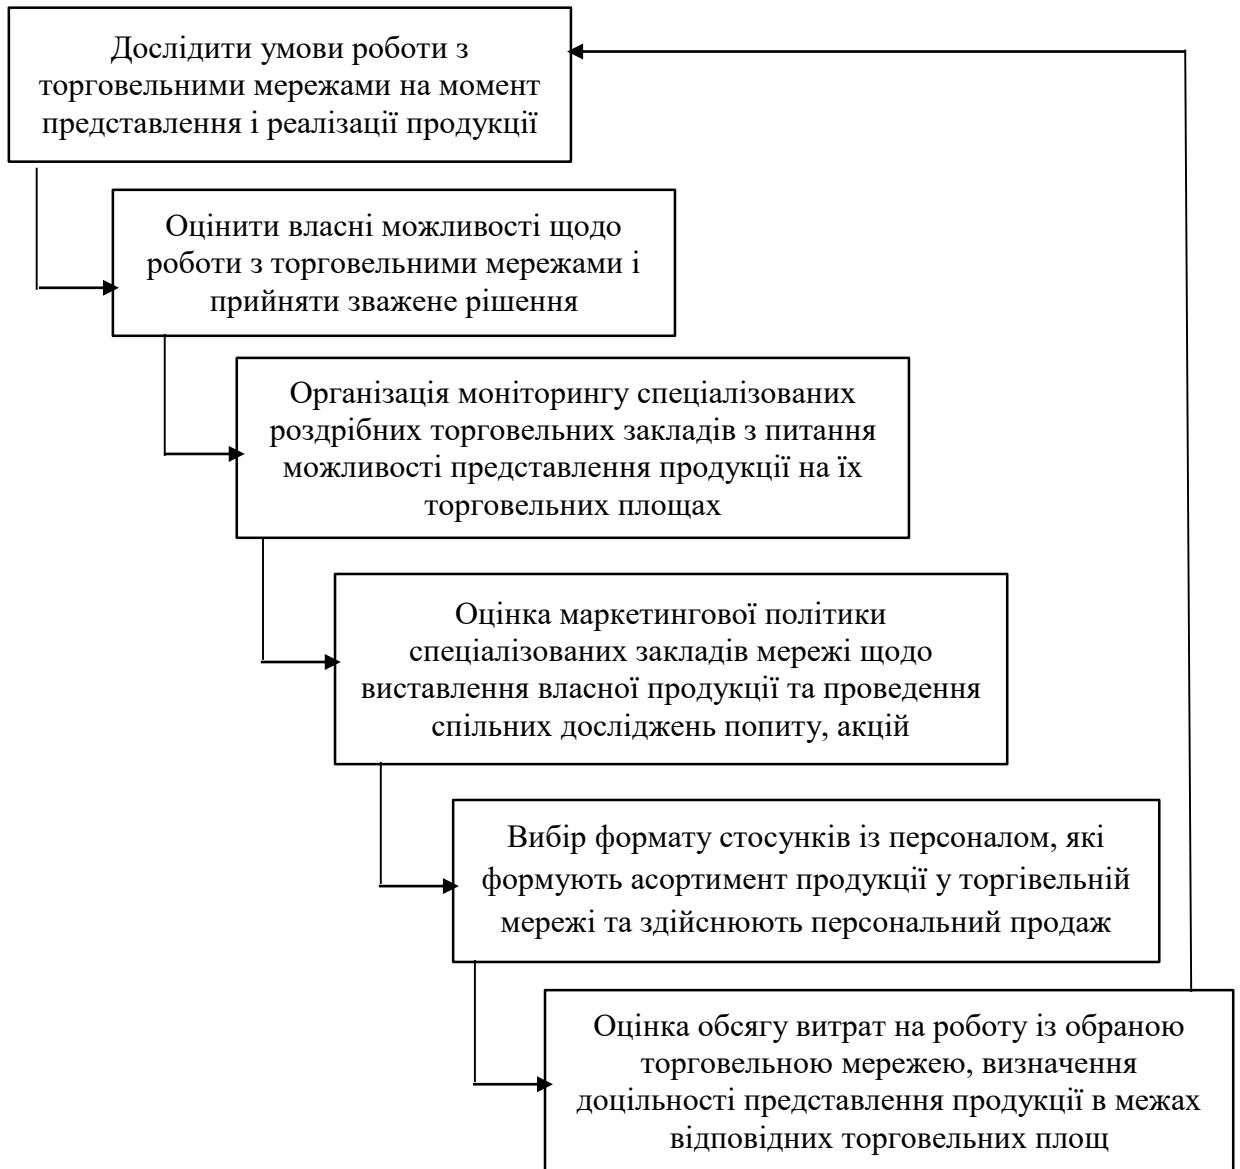 Дослідити умови роботи з
торговельними мережами на момент
представлення і реалізації продукції
Оцінити власні можливості щодо
роботи з торговельними мережами і
прийняти зважене рішення
Організація моніторингу спеціалізованих
роздрібних торговельних закладів з питання
можливості представлення продукції на їх
торговельних площах
Оцінка маркетингової політики
спеціалізованих закладів мережі щодо
виставлення власної продукції та проведення
спільних досліджень попиту, акцій
Вибір формату стосунків із персоналом, які
формують асортимент продукції у торгівельній
мережі та здійснюють персональний продаж
Оцінка обсягу витрат на роботу із обраною
торговельною мережею, визначення
доцільності представлення продукції в межах
відповідних торговельних площ